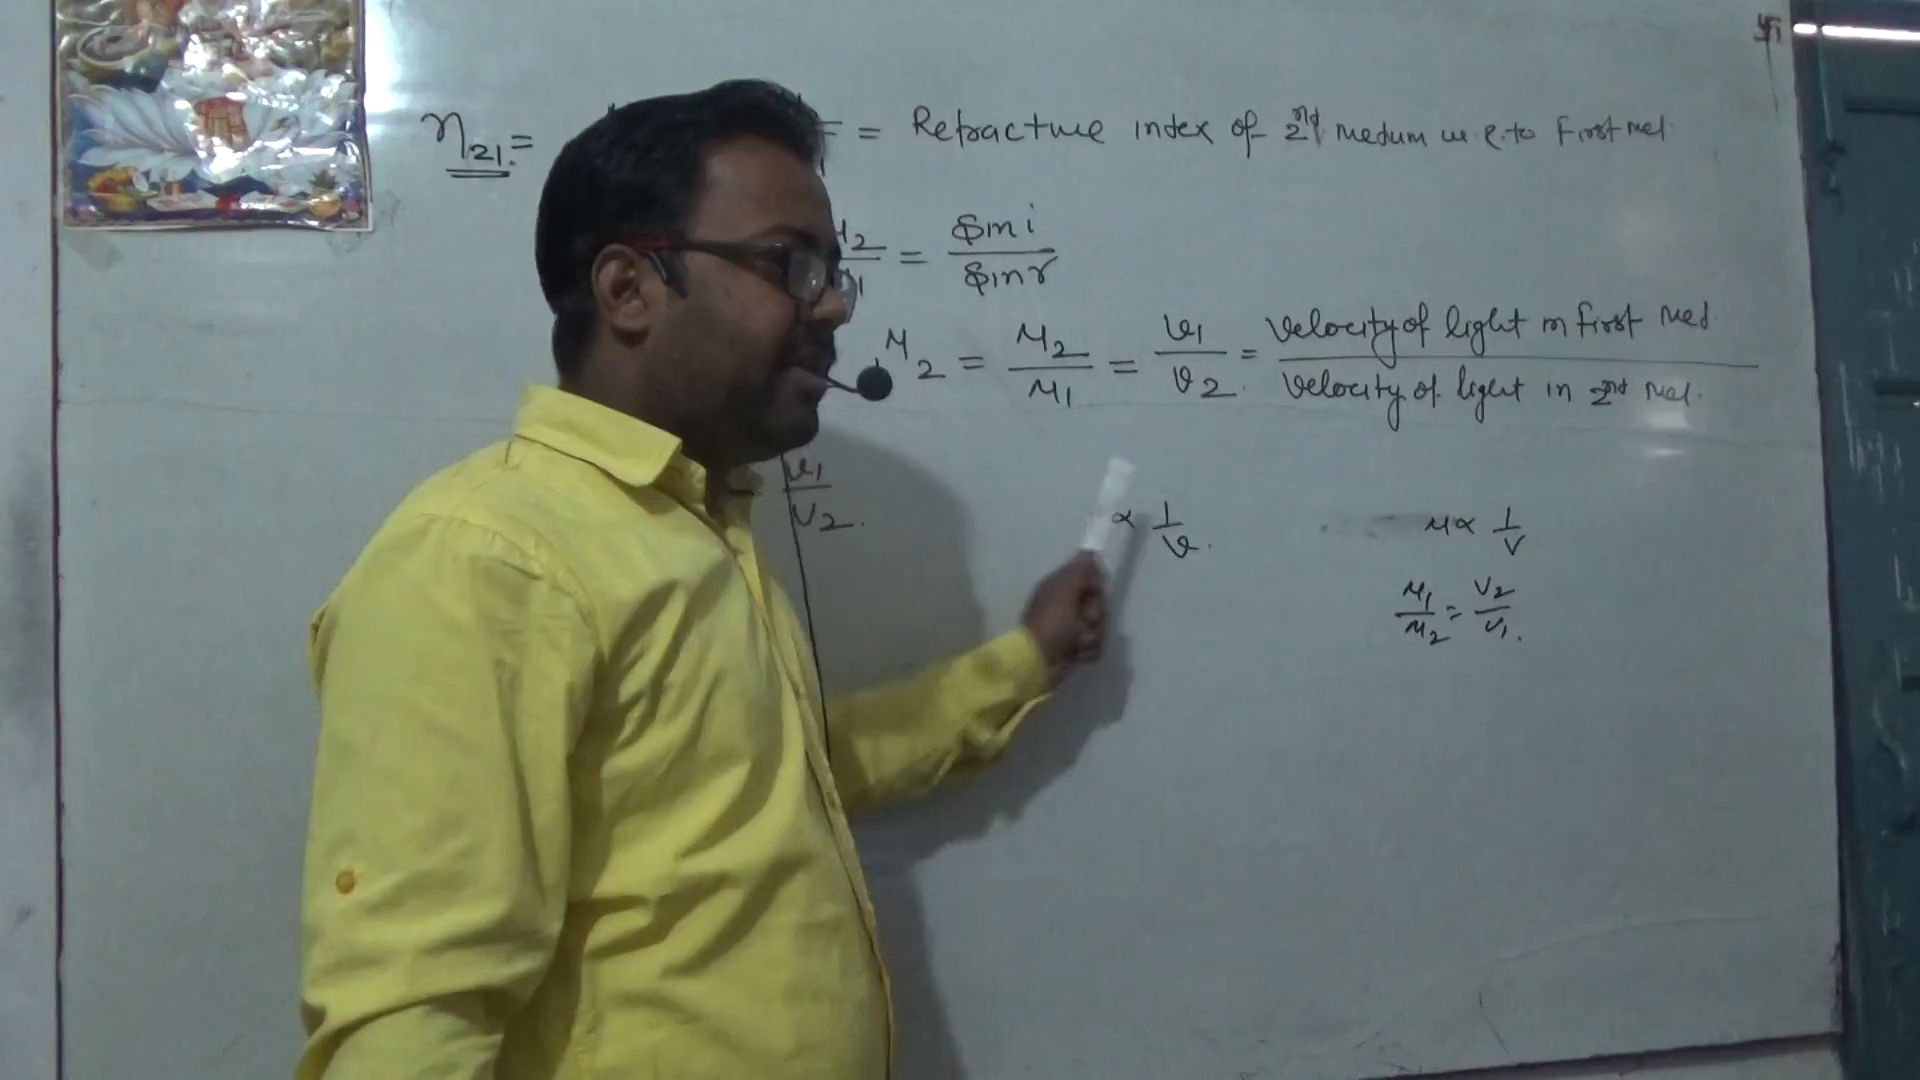 η21 = = Refractive index of 2nd medium w.R.to First med.
μ2/μ1 = Sin i/Sin r
μ2 = μ2/μ1 = v1/v2 = Velocity of light in first med/Velocity of light in 2nd med.
v1/v2.
∝ 1/v.
μ ∝ 1/v
μ1/μ2 = v2/v1.